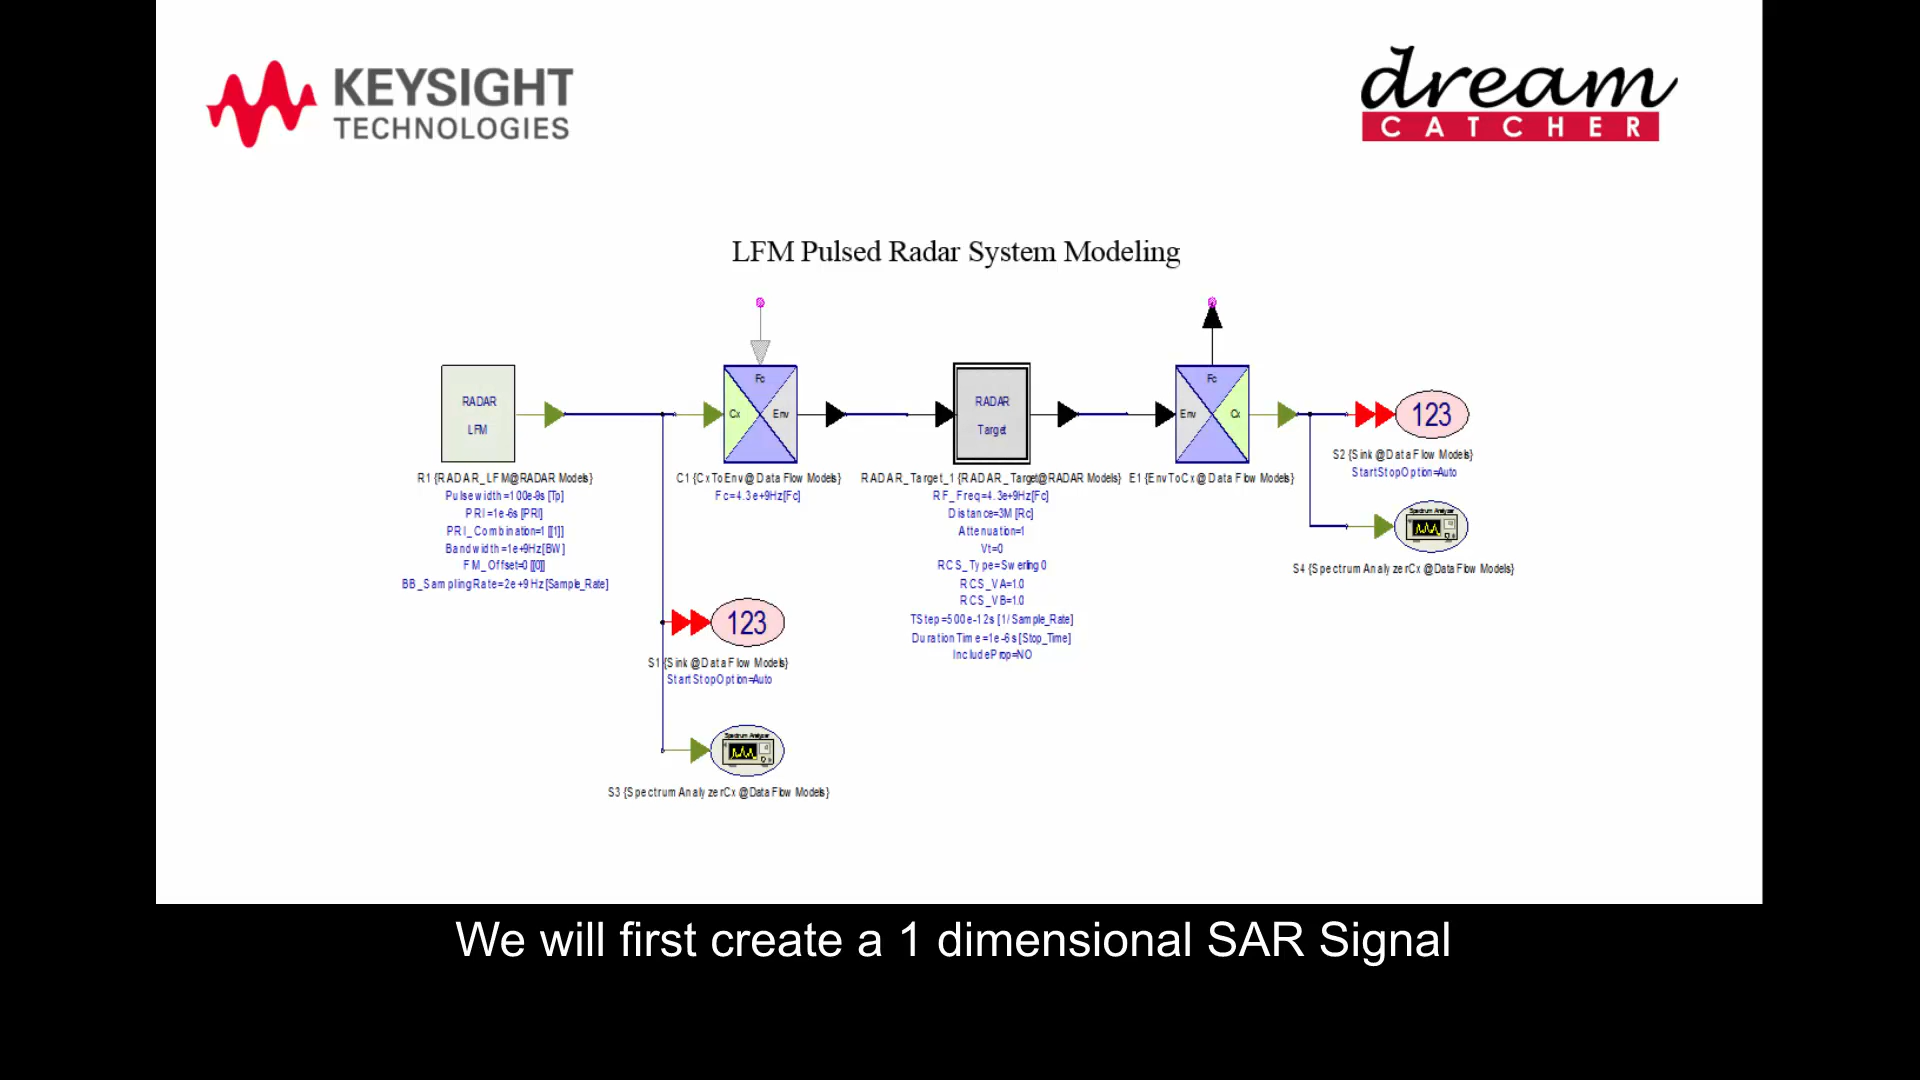 KEYSIGHT
TECHNOLOGIES
dream
CATCHER
LFM Pulsed Radar System Modeling
RADAR
LFM
R1 {RADAR_LFM@RADAR Models}
Pulsewidth=100e-9s [Tp]
PRI=1e-6s [PRI]
PRI_Combination=1 [[1]]
Bandwidth=1e+9Hz [BW]
FM_Offset=0 [[0]]
BB_SamplingRate=2e+9Hz [Sample_Rate]
Fc
Cx
Env
C1 {CxToEnv@Data Flow Models}
Fc=4.3e+9Hz [Fc]
RADAR
Target
RADAR_Target_1 {RADAR_Target@RADAR Models}
RF_Freq=4.3e+9Hz [Fc]
Distance=3M [Rc]
Attenuation=1
Vt=0
RCS_Type=Swerling 0
RCS_VA=1.0
RCS_VB=1.0
TStep=500e-12s [1/Sample_Rate]
DurationTime=1e-6s [Stop_Time]
IncludeProp=NO
Fc
Env
Cx
E1 {EnvToCx@Data Flow Models}
123
S2 {Sink@Data Flow Models}
StartStopOption=Auto
Spectrum Analyzer
S4 {SpectrumAnalyzerCx@Data Flow Models}
123
S1 {Sink@Data Flow Models}
StartStopOption=Auto
Spectrum Analyzer
S3 {SpectrumAnalyzerCx@Data Flow Models}
We will first create a 1 dimensional SAR Signal